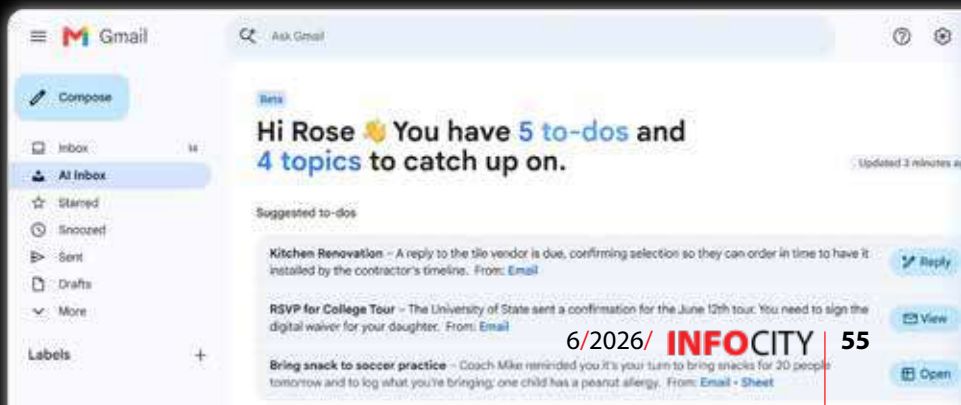 Gmail
Ask Gmail
Compose
Beta
Hi Rose 👋 You have 5 to-dos and
4 topics to catch up on.
Inbox
AI Inbox
Updated 3 minutes
Starred
Suggested to-dos
Snoozed
Sent
Kitchen Renovation – A reply to the tile vendor is due, confirming selection so they can order in time to have it
installed by the contractor's timeline. From: Email
Reply
Drafts
More
RSVP for College Tour – The University of State sent a confirmation for the June 12th tour. You need to sign the
digital waiver for your daughter. From: Email
View
6/2026/ INFOCITY 55
Labels
Bring snack to soccer practice – Coach Mike reminded you it's your turn to bring snacks for 20 people
tomorrow and to log what you're bringing; one child has a peanut allergy. From: Email • Sheet
Open